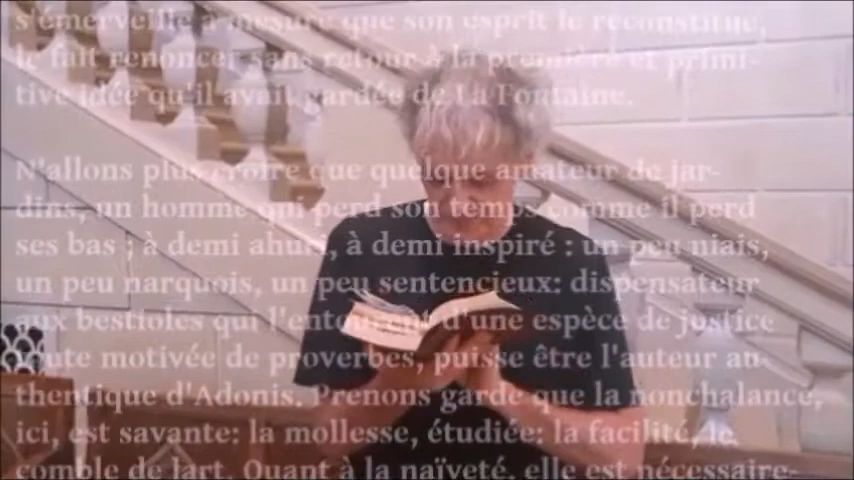 s'émerveille à mesure que son esprit le reconstitue,
le fait renoncer sans retour à la première et primi-
tive idée qu'il avait gardée de La Fontaine.
N'allons plus croire que quelque amateur de jar-
dins, un homme qui perd son temps comme il perd
ses bas ; à demi ahuri, à demi inspiré : un peu niais,
un peu narquois, un peu sentencieux: dispensateur
aux bestioles qui l'entourent d'une espèce de justice
toute motivée de proverbes, puisse être l'auteur au-
thentique d'Adonis. Prenons garde que la nonchalance,
ici, est savante: la mollesse, étudiée: la facilité, le
comble de lart. Quant à la naïveté, elle est nécessaire-